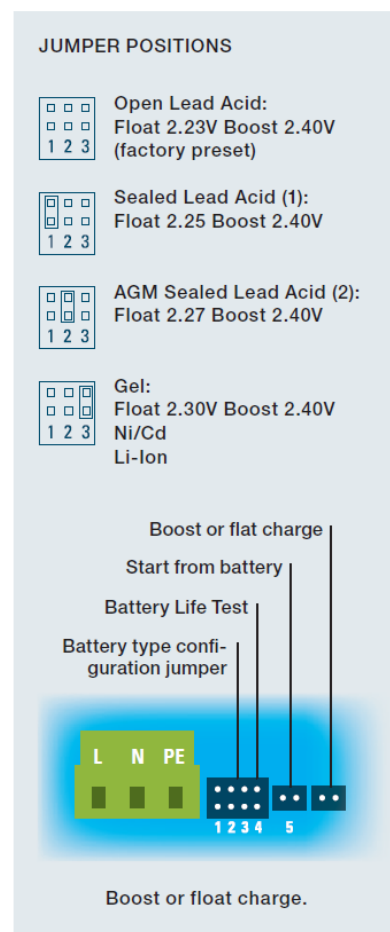 JUMPER POSITIONS
Open Lead Acid:
Float 2.23V Boost 2.40V
(factory preset)
1 2 3
Sealed Lead Acid (1):
Float 2.25 Boost 2.40V
1 2 3
AGM Sealed Lead Acid (2):
Float 2.27 Boost 2.40V
1 2 3
Gel:
Float 2.30V Boost 2.40V
Ni/Cd
Li-Ion
1 2 3
Boost or flat charge
Start from battery
Battery Life Test
Battery type confi-
guration jumper
L N PE
1 2 3 4 5
Boost or float charge.